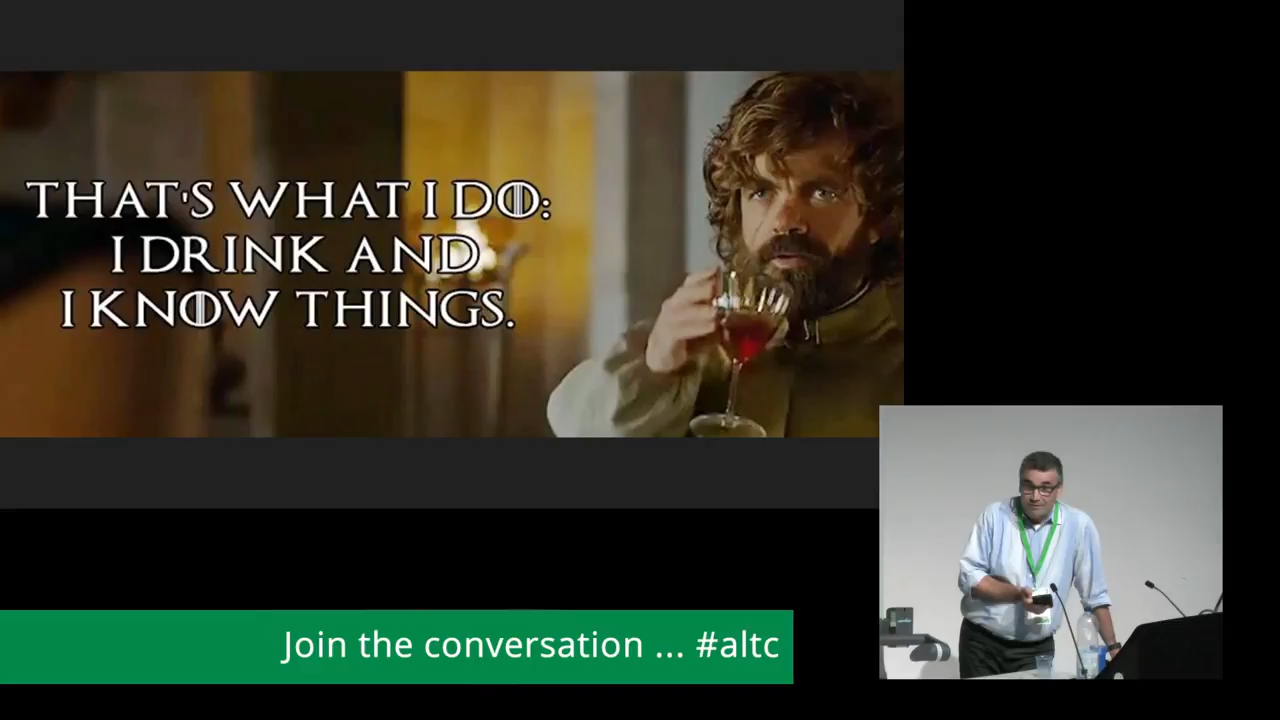 THAT'S WHAT I DO:
I DRINK AND
I KNOW THINGS.
Join the conversation ... #altc